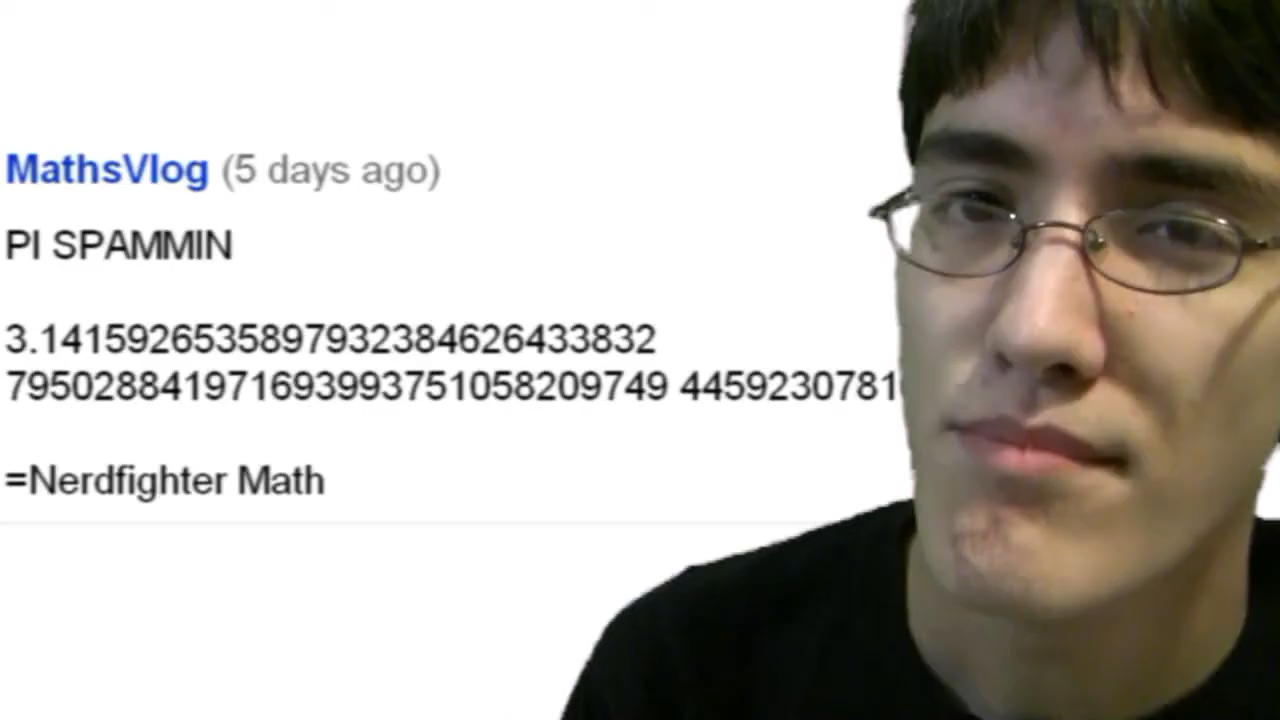 MathsVlog (5 days ago)
PI SPAMMIN
3.1415926535897932384626433832
795028841971693993751058209749 4459230781
=Nerdfighter Math